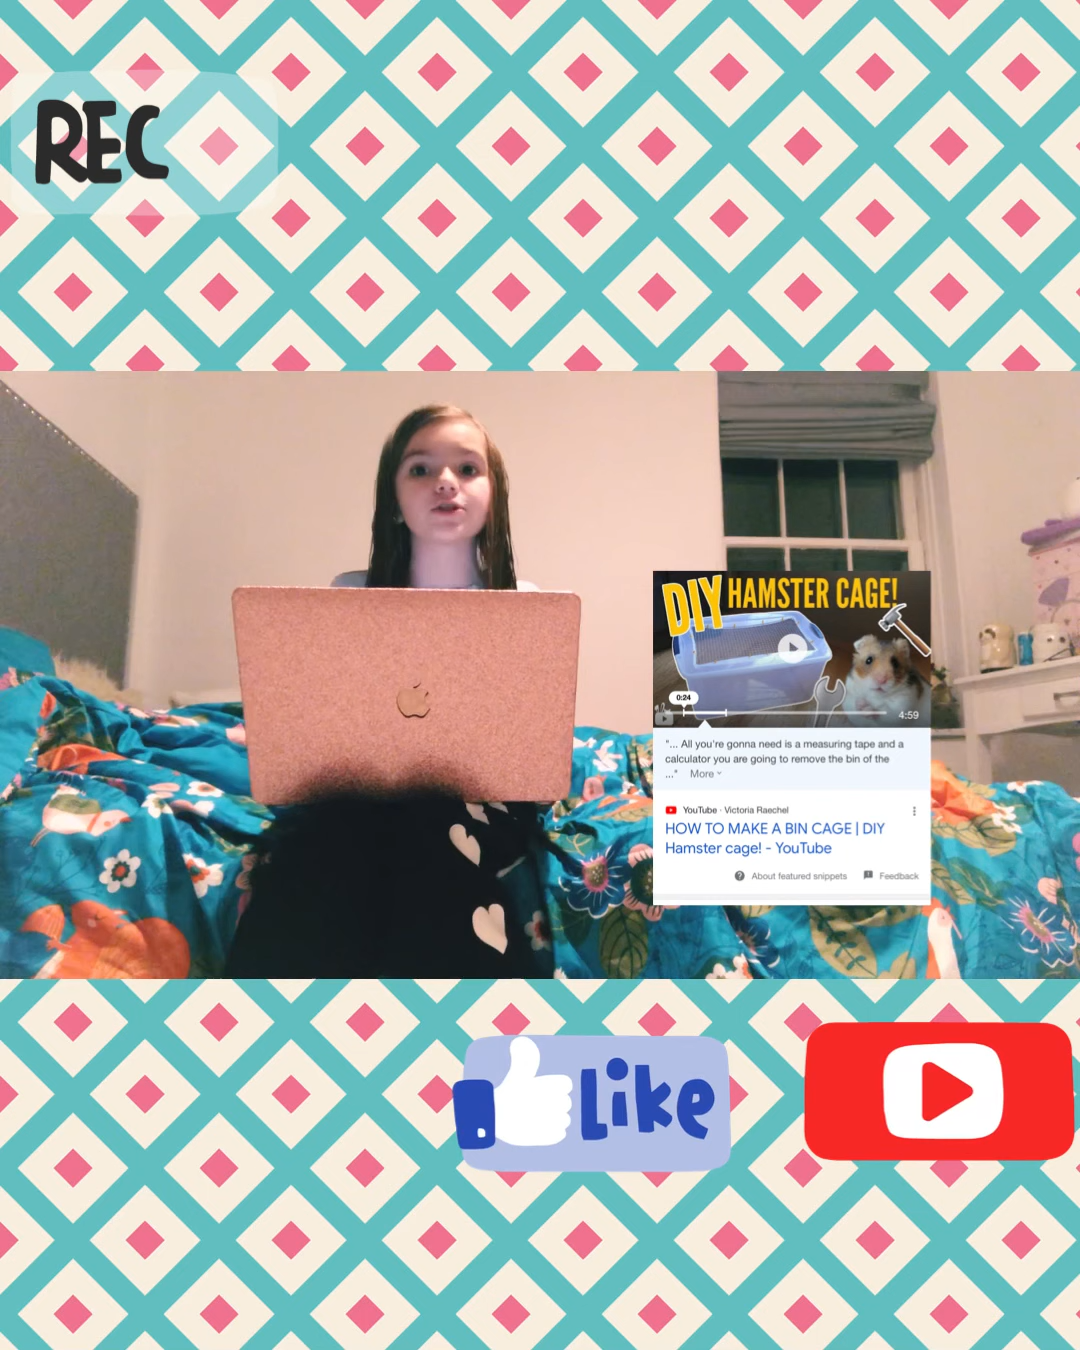 REC
DIY HAMSTER CAGE!
0:24
4:59
"... All you're gonna need is a measuring tape and a
calculator you are going to remove the bin of the
..." More
YouTube · Victoria Raechel
HOW TO MAKE A BIN CAGE | DIY
Hamster cage! - YouTube
About featured snippets
Feedback
like